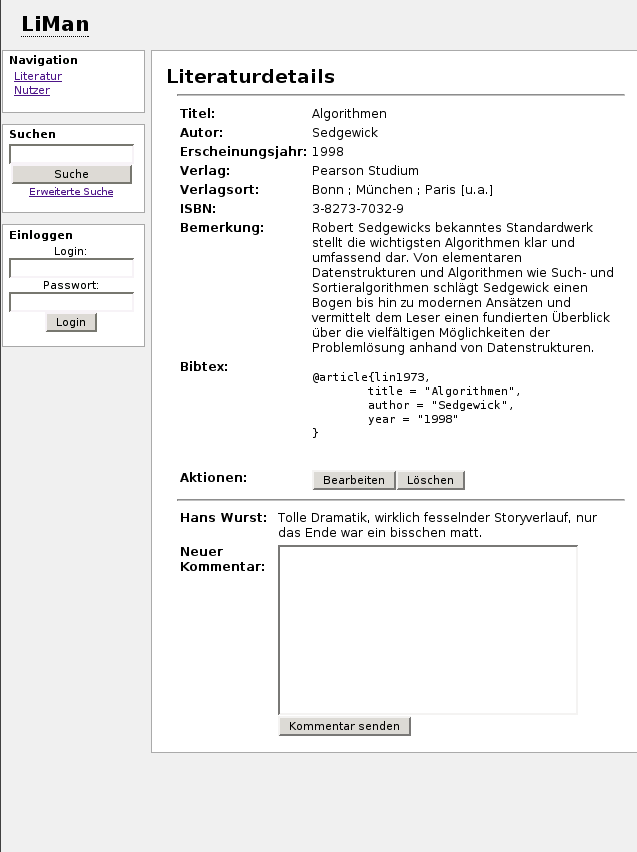 LiMan
Navigation
Literatur
Nutzer
Suchen
Suche
Erweiterte Suche
Einloggen
Login:
Passwort:
Login
Literaturdetails
Titel: Algorithmen
Autor: Sedgewick
Erscheinungsjahr: 1998
Verlag: Pearson Studium
Verlagsort: Bonn ; München ; Paris [u.a.]
ISBN: 3-8273-7032-9
Bemerkung: Robert Sedgewicks bekanntes Standardwerk
stellt die wichtigsten Algorithmen klar und
umfassend dar. Von elementaren
Datenstrukturen und Algorithmen wie Such- und
Sortieralgorithmen schlägt Sedgewick einen
Bogen bis hin zu modernen Ansätzen und
vermittelt dem Leser einen fundierten Überblick
über die vielfältigen Möglichkeiten der
Problemlösung anhand von Datenstrukturen.
Bibtex:
@article{lin1973,
title = "Algorithmen",
author = "Sedgewick",
year = "1998"
}
Aktionen: Bearbeiten Löschen
Hans Wurst: Tolle Dramatik, wirklich fesselnder Storyverlauf, nur
das Ende war ein bisschen matt.
Neuer
Kommentar:
Kommentar senden